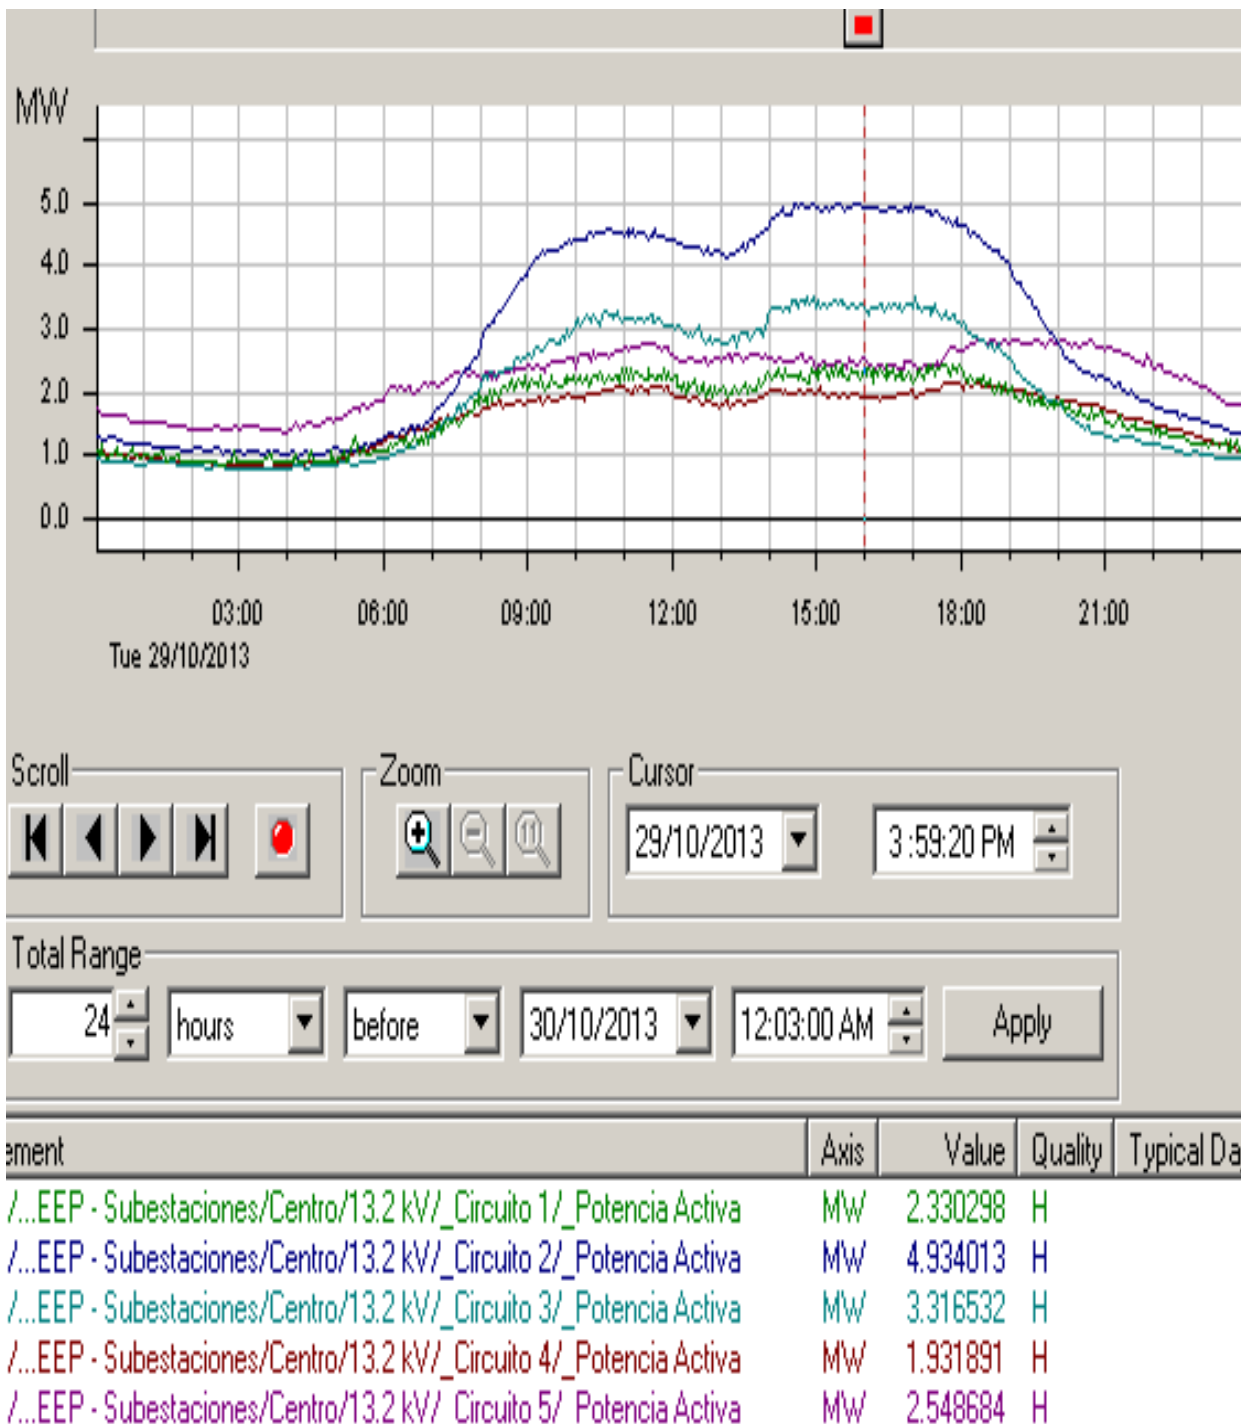 MW
5.0
4.0
3.0
2.0
1.0
0.0
03:00 06:00 09:00 12:00 15:00 18:00 21:00
Tue 29/10/2013
Scroll Zoom Cursor
29/10/2013 3:59:20 PM
Total Range
24 hours before 30/10/2013 12:03:00 AM Apply
ement Axis Value Quality Typical Da
/...EEP - Subestaciones/Centro/13.2 kV/_Circuito 1/_Potencia Activa MW 2.330298 H
/...EEP - Subestaciones/Centro/13.2 kV/_Circuito 2/_Potencia Activa MW 4.934013 H
/...EEP - Subestaciones/Centro/13.2 kV/_Circuito 3/_Potencia Activa MW 3.316532 H
/...EEP - Subestaciones/Centro/13.2 kV/_Circuito 4/_Potencia Activa MW 1.931891 H
/...EEP - Subestaciones/Centro/13.2 kV/_Circuito 5/_Potencia Activa MW 2.548684 H